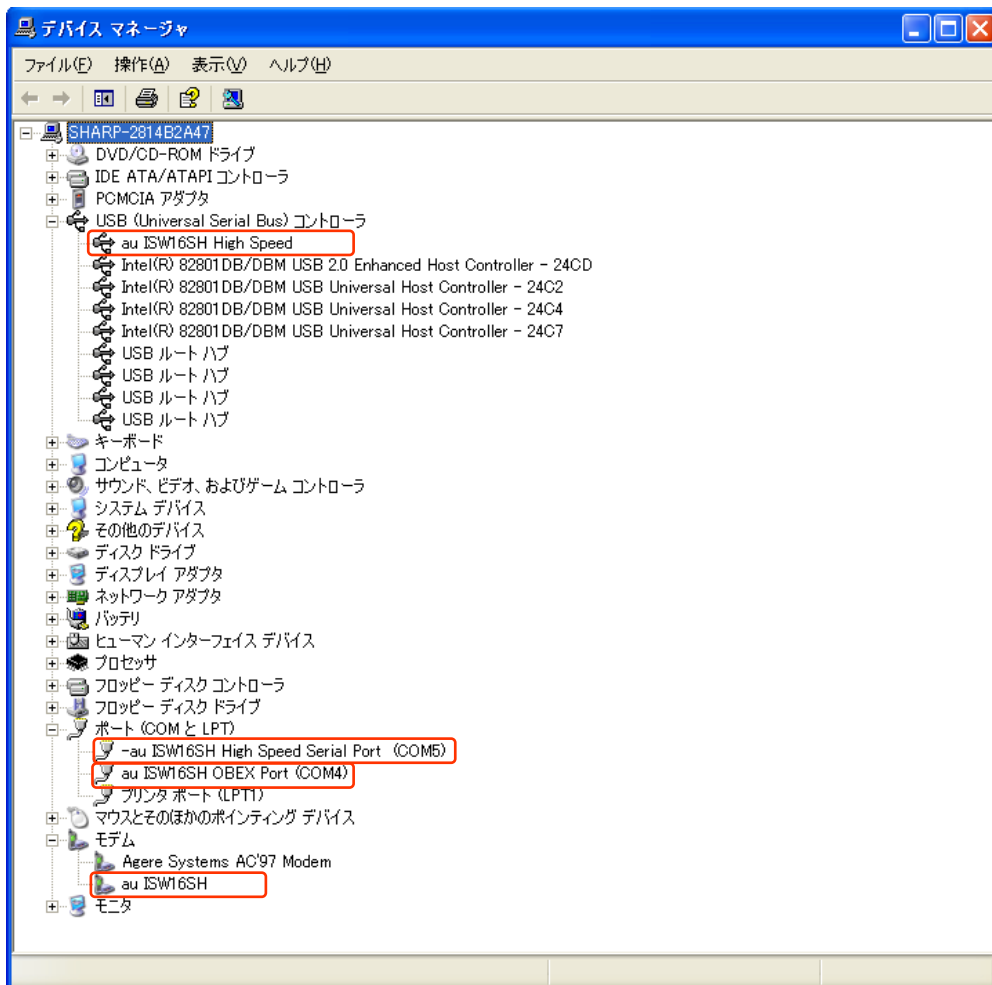 デバイス マネージャ
ファイル(F) 操作(A) 表示(V) ヘルプ(H)
SHARP-2814B2A47
DVD/CD-ROM ドライブ
IDE ATA/ATAPI コントローラ
PCMCIA アダプタ
USB (Universal Serial Bus) コントローラ
au ISW16SH High Speed
Intel(R) 82801DB/DBM USB 2.0 Enhanced Host Controller - 24CD
Intel(R) 82801DB/DBM USB Universal Host Controller - 24C2
Intel(R) 82801DB/DBM USB Universal Host Controller - 24C4
Intel(R) 82801DB/DBM USB Universal Host Controller - 24C7
USB ルート ハブ
USB ルート ハブ
USB ルート ハブ
USB ルート ハブ
キーボード
コンピュータ
サウンド、ビデオ、およびゲーム コントローラ
システム デバイス
その他のデバイス
ディスク ドライブ
ディスプレイ アダプタ
ネットワーク アダプタ
バッテリ
ヒューマン インターフェイス デバイス
プロセッサ
フロッピー ディスク コントローラ
フロッピー ディスク ドライブ
ポート (COM と LPT)
-au ISW16SH High Speed Serial Port (COM5)
au ISW16SH OBEX Port (COM4)
プリンタ ポート (LPT1)
マウスとそのほかのポインティング デバイス
モデム
Agere Systems AC'97 Modem
au ISW16SH
モニタ